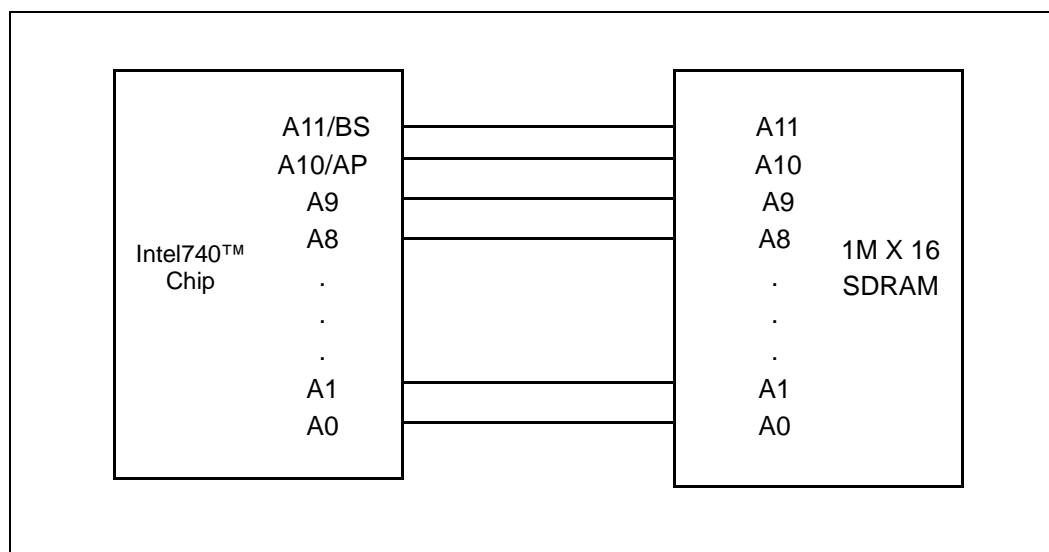 A11/BS
A10/AP
A9
A8
.
.
.
A1
A0
Intel740™
Chip
A11
A10
A9
A8
.
.
.
A1
A0
1M X 16
SDRAM